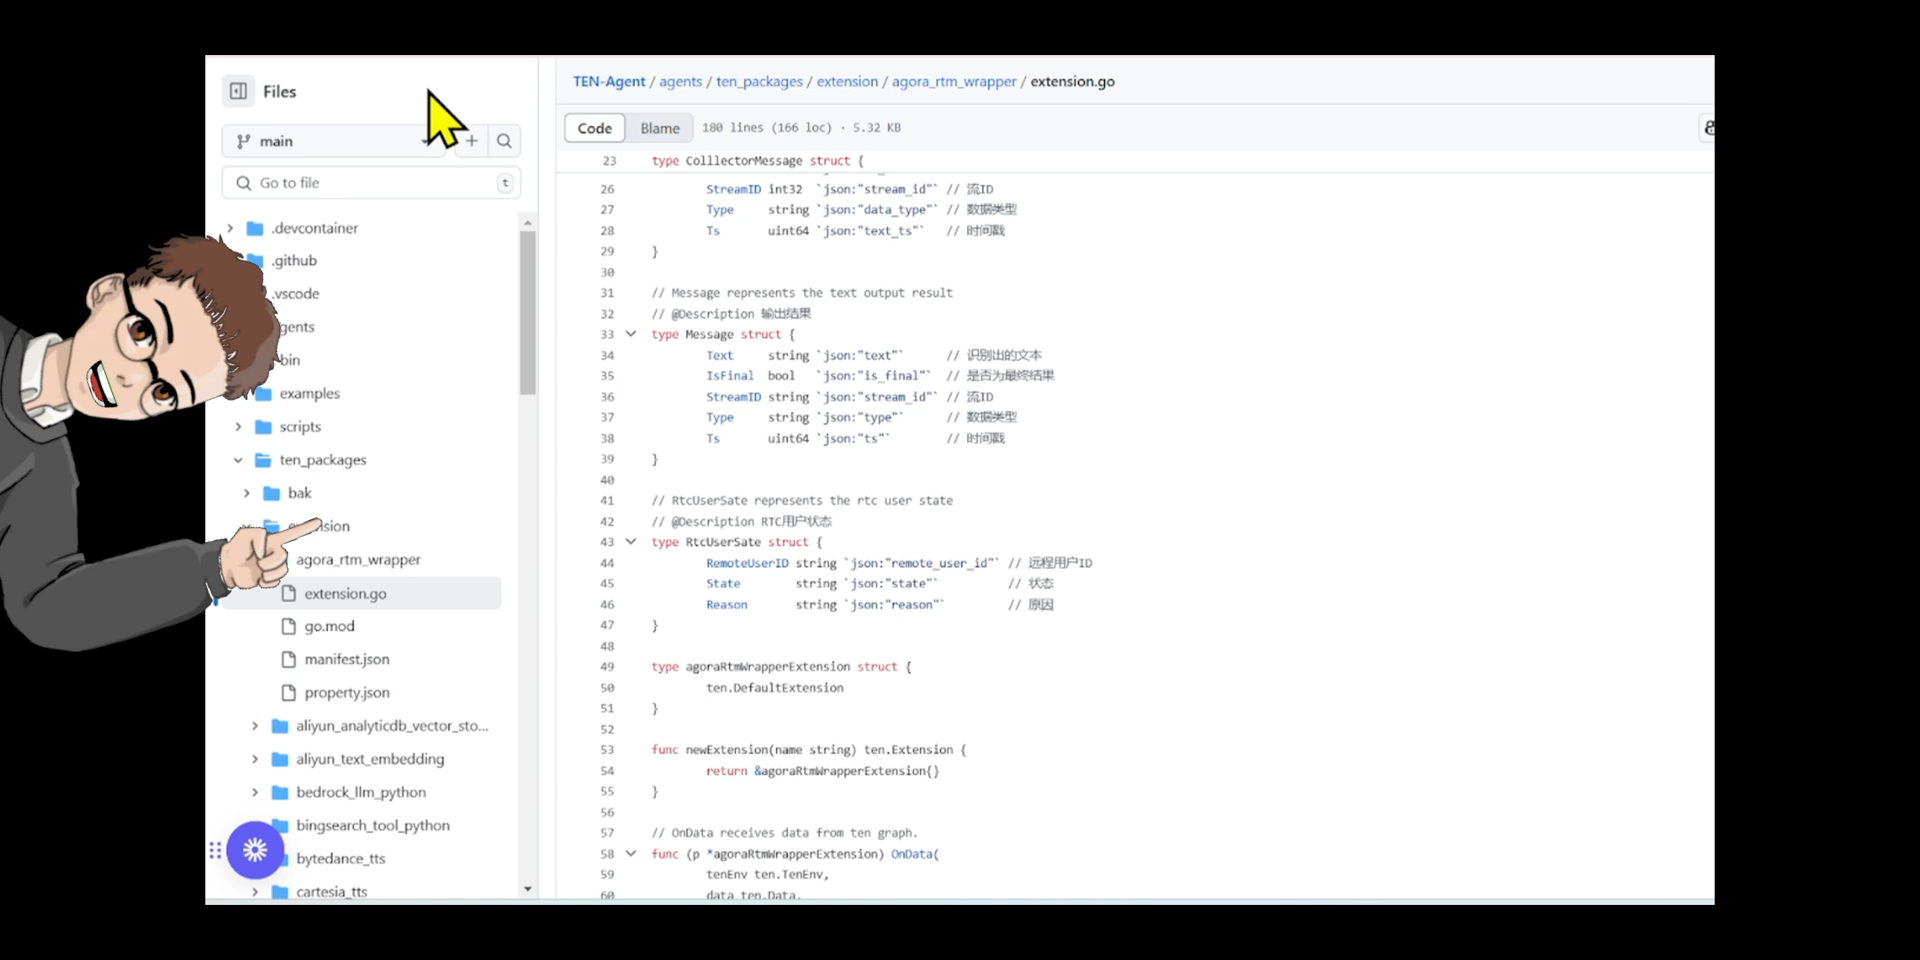 Files
main
Go to file
t
.devcontainer
.github
.vscode
gents
bin
examples
scripts
ten_packages
bak
agora_rtm_wrapper
extension.go
go.mod
manifest.json
property.json
aliyun_analyticdb_vector_sto...
aliyun_text_embedding
bedrock_llm_python
bingsearch_tool_python
bytedance_tts
cartesia_tts
TEN-Agent / agents / ten_packages / extension / agora_rtm_wrapper / extension.go
Code Blame 180 lines (166 loc) · 5.32 KB
23 type ColllectorMessage struct {
26 StreamID int32 `json:"stream_id"` // 流ID
27 Type string `json:"data_type"` // 数据类型
28 Ts uint64 `json:"text_ts"` // 时间戳
29 }
30
31 // Message represents the text output result
32 // @Description 输出结果
33 type Message struct {
34 Text string `json:"text"` // 识别出的文本
35 IsFinal bool `json:"is_final"` // 是否为最终结果
36 StreamID string `json:"stream_id"` // 流ID
37 Type string `json:"type"` // 数据类型
38 Ts uint64 `json:"ts"` // 时间戳
39 }
40
41 // RtcUserSate represents the rtc user state
42 // @Description RTC用户状态
43 type RtcUserSate struct {
44 RemoteUserID string `json:"remote_user_id"` // 远程用户ID
45 State string `json:"state"` // 状态
46 Reason string `json:"reason"` // 原因
47 }
48
49 type agoraRtmWrapperExtension struct {
50 ten.DefaultExtension
51 }
52
53 func newExtension(name string) ten.Extension {
54 return &agoraRtmWrapperExtension{}
55 }
56
57 // OnData receives data from ten graph.
58 func (p *agoraRtmWrapperExtension) OnData(
59 tenEnv ten.TenEnv,
60 data ten.Data,